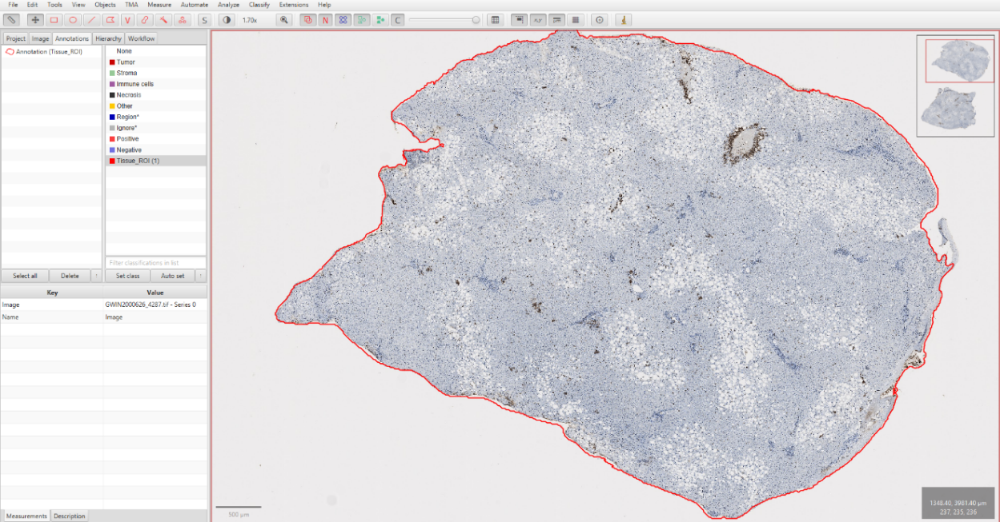 File Edit Tools View Objects TMA Measure Automate Analyze Classify Extensions Help
V S 1.70x N C
Project Image Annotations Hierarchy Workflow
Annotation (Tissue_ROI)
None
Tumor
Stroma
Immune cells
Necrosis
Other
Region*
Ignore*
Positive
Negative
Tissue_ROI (1)
Filter classifications in list
Select all Delete Set class Auto set
Key Value
Image GWIN2000626_4287.tif - Series 0
Name Image
Measurements Description
500 µm
1348.40, 3981.40 µm
237, 235, 236